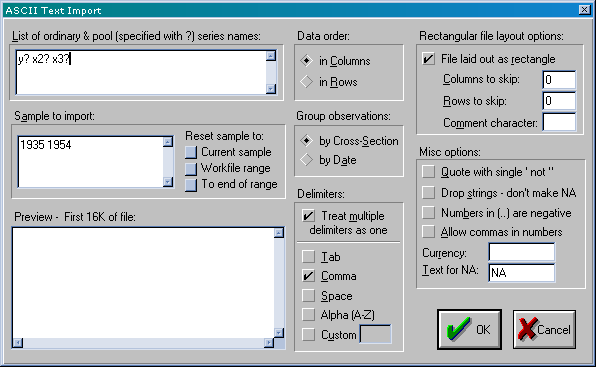 ASCII Text Import
List of ordinary & pool (specified with ?) series names:
y? x2? x3?
Sample to import:
1935 1954
Reset sample to:
Current sample
Workfile range
To end of range
Preview - First 16K of file:
Data order:
in Columns
in Rows
Group observations:
by Cross-Section
by Date
Delimiters:
Treat multiple
delimiters as one
Tab
Comma
Space
Alpha (A-Z)
Custom
Rectangular file layout options:
File laid out as rectangle
Columns to skip: 0
Rows to skip: 0
Comment character:
Misc options:
Quote with single ' not "
Drop strings - don't make NA
Numbers in (..) are negative
Allow commas in numbers
Currency:
Text for NA: NA
OK
Cancel